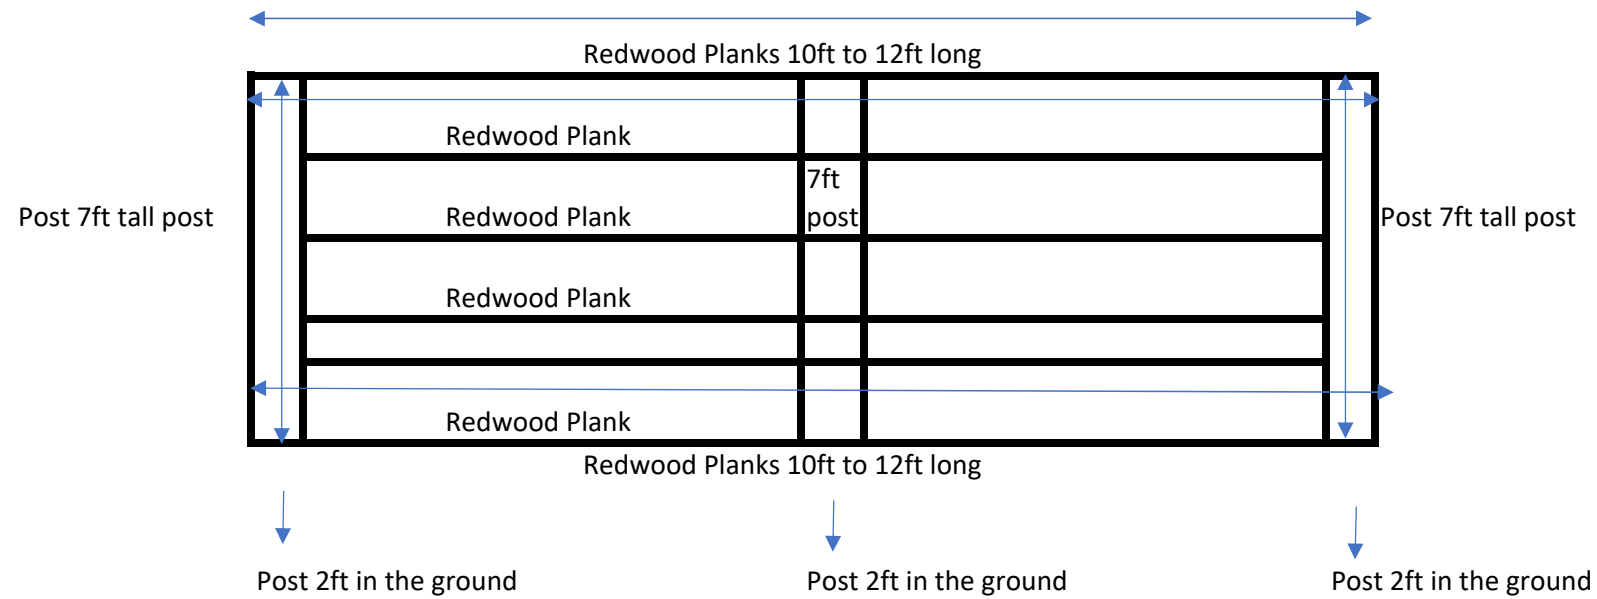 Redwood Planks 10ft to 12ft long
Redwood Plank
7ft
Post 7ft tall post
Redwood Plank
post
Post 7ft tall post
Redwood Plank
Redwood Plank
Redwood Planks 10ft to 12ft long
Post 2ft in the ground
Post 2ft in the ground
Post 2ft in the ground